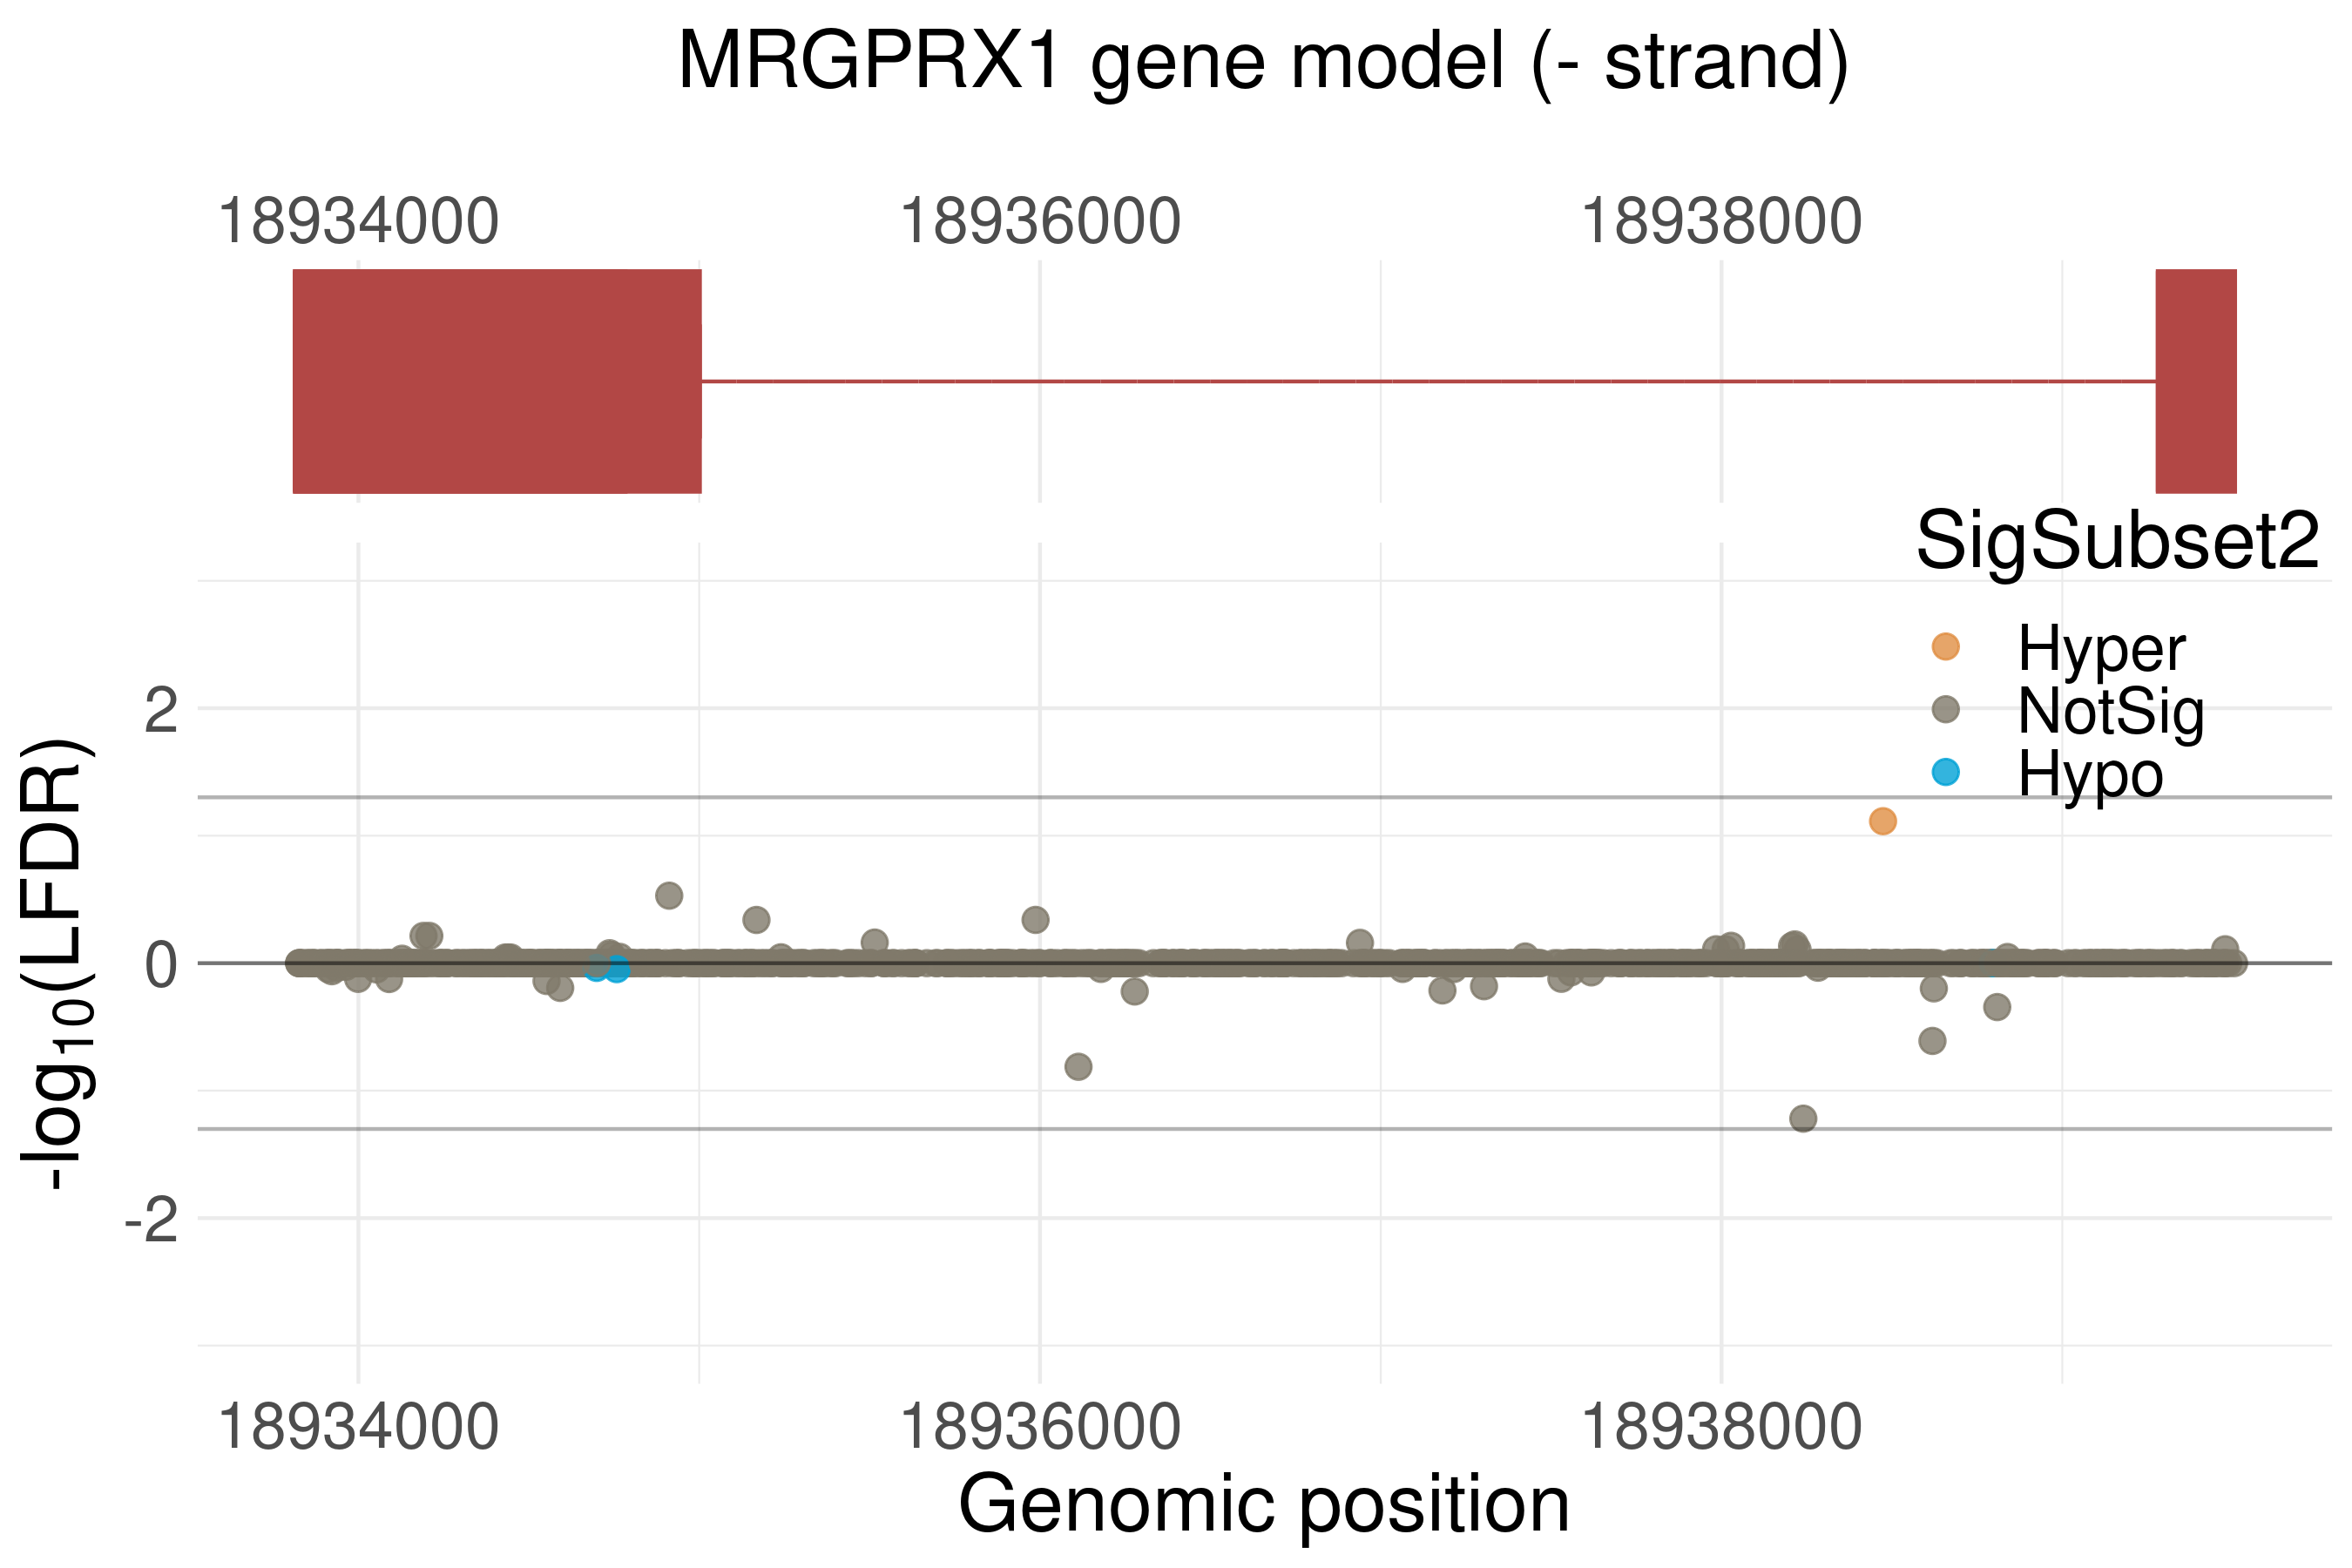 MRGPRX1 gene model (- strand)
18934000 18936000 18938000
SigSubset2
Hyper
NotSig
Hypo
2
0
-2
-log10(LFDR)
18934000 18936000 18938000
Genomic position